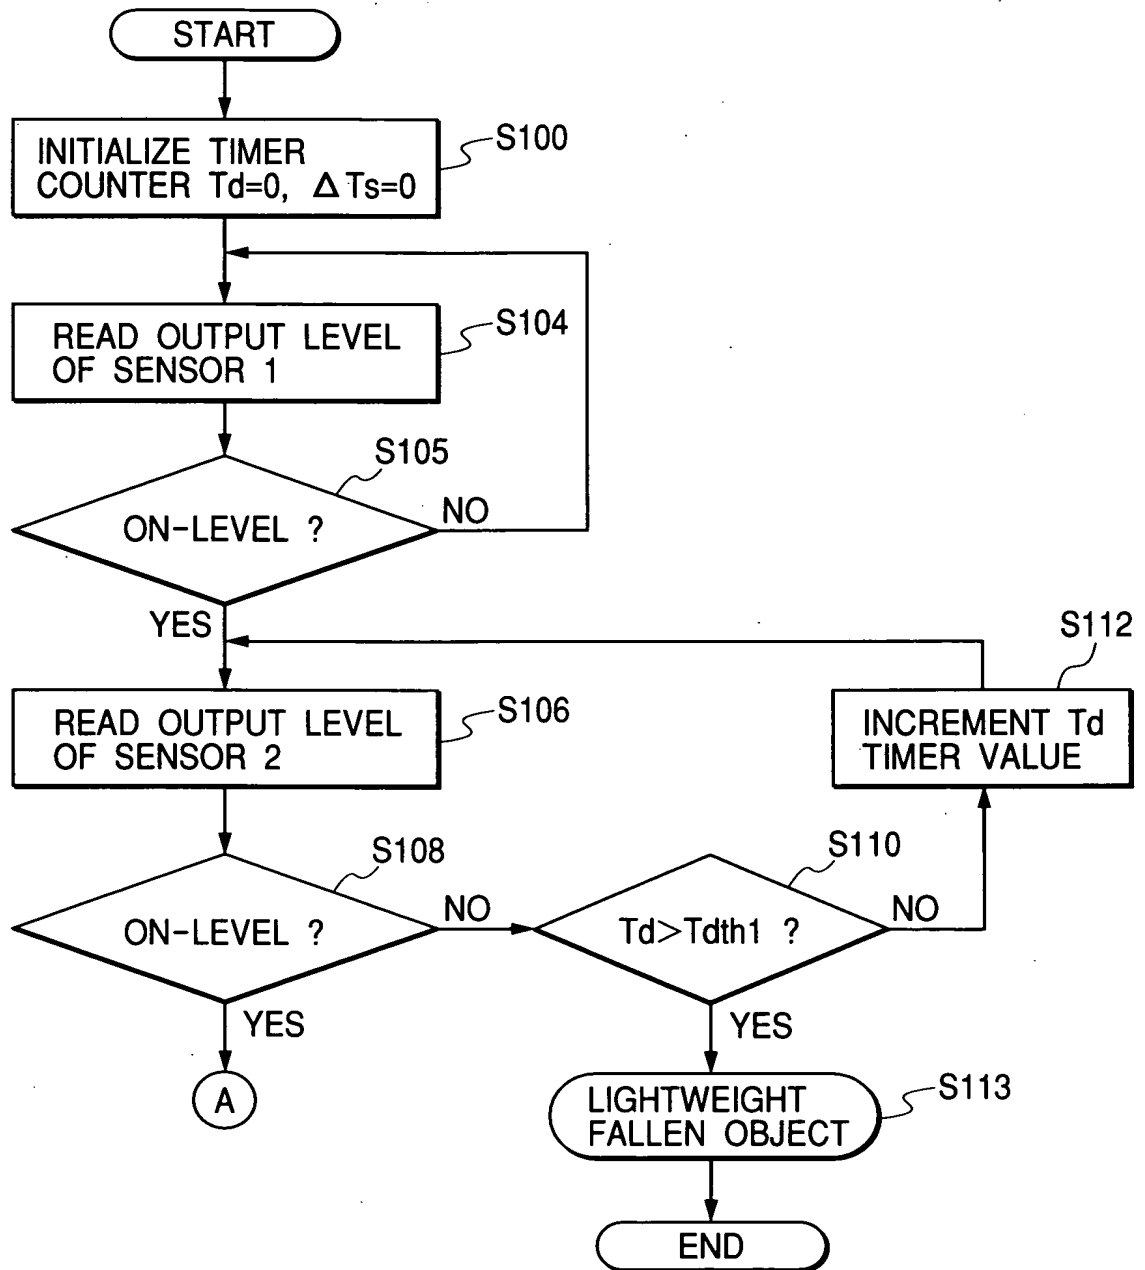 START
S100
INITIALIZE TIMER
COUNTER Td=0, ΔTs=0
S104
READ OUTPUT LEVEL
OF SENSOR 1
S105
ON-LEVEL ?
NO
YES
S112
S106
READ OUTPUT LEVEL
OF SENSOR 2
INCREMENT Td
TIMER VALUE
S108
S110
ON-LEVEL ?
NO
Td>Tdth1 ?
NO
YES
YES
A
S113
LIGHTWEIGHT
FALLEN OBJECT
END